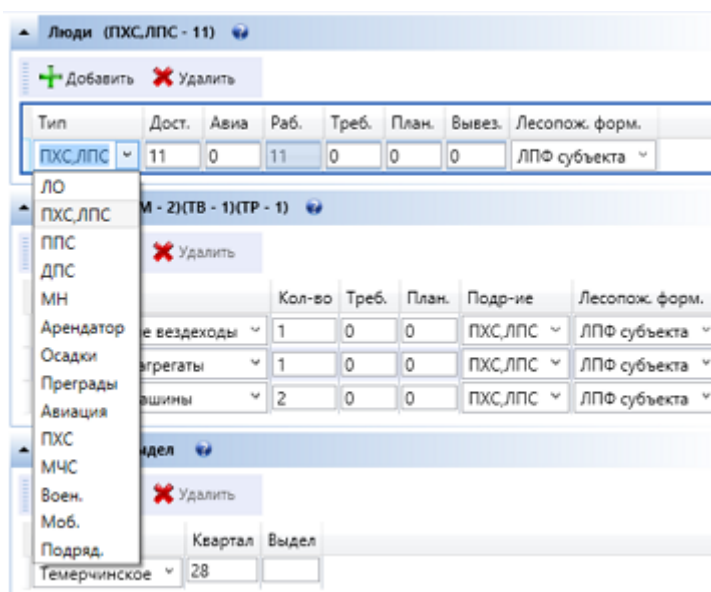 Люди (ПХС,ЛПС - 11)
Добавить Удалить
Тип Дост. Авиа Раб. Треб. План. Вывез. Лесопож. форм.
ПХС,ЛПС 11 0 11 0 0 0 ЛПФ субъекта
ЛО
ПХС,ЛПС
ППС
ДПС
МН
Арендатор
Осадки
Преграды
Авиация
ПХС
МЧС
Воен.
Моб.
Подряд.
М - 2)(ТВ - 1)(ТР - 1)
Удалить
Кол-во Треб. План. Подр-ие Лесопож. форм.
е вездеходы 1 0 0 ПХС,ЛПС ЛПФ субъекта
агрегаты 1 0 0 ПХС,ЛПС ЛПФ субъекта
ашины 2 0 0 ПХС,ЛПС ЛПФ субъекта
ыдел
Удалить
Квартал Выдел
Темерчинское 28